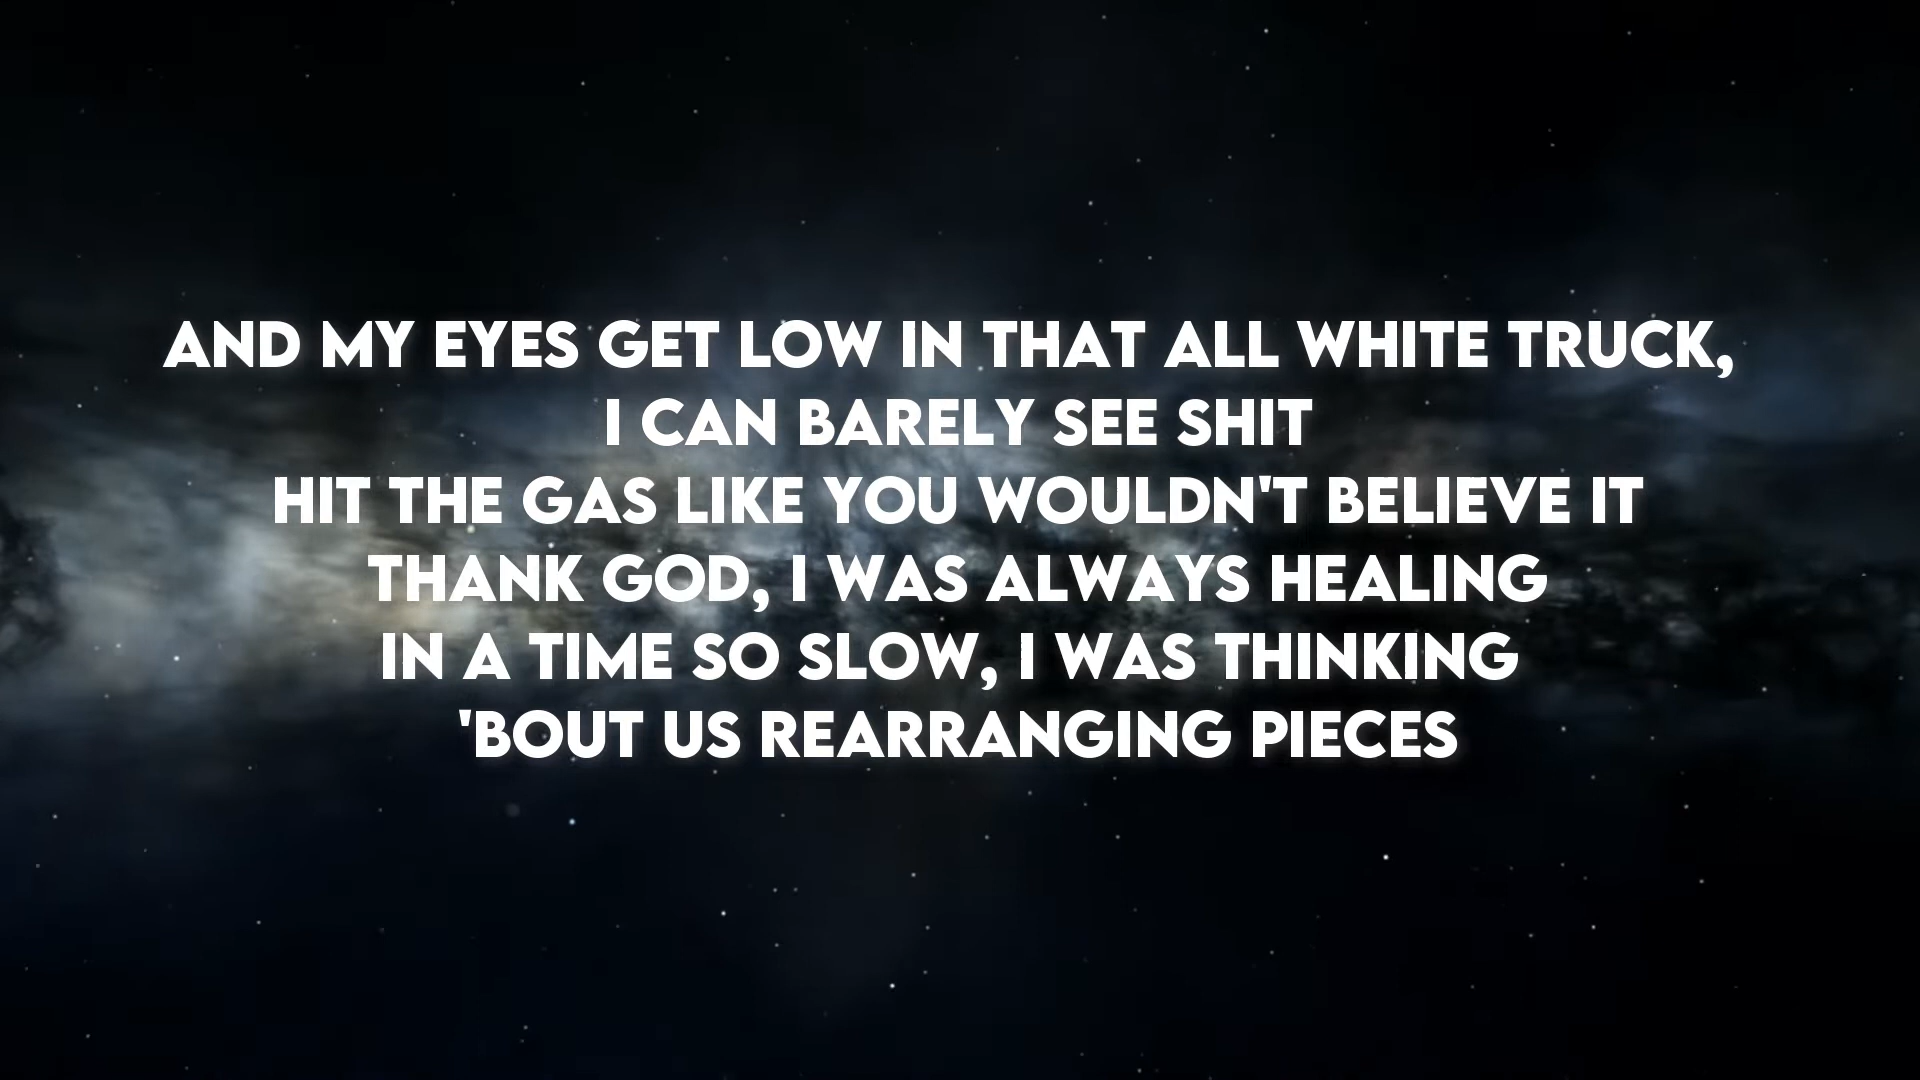 AND MY EYES GET LOW IN THAT ALL WHITE TRUCK,
I CAN BARELY SEE SHIT
HIT THE GAS LIKE YOU WOULDN'T BELIEVE IT
THANK GOD, I WAS ALWAYS HEALING
IN A TIME SO SLOW, I WAS THINKING
'BOUT US REARRANGING PIECES